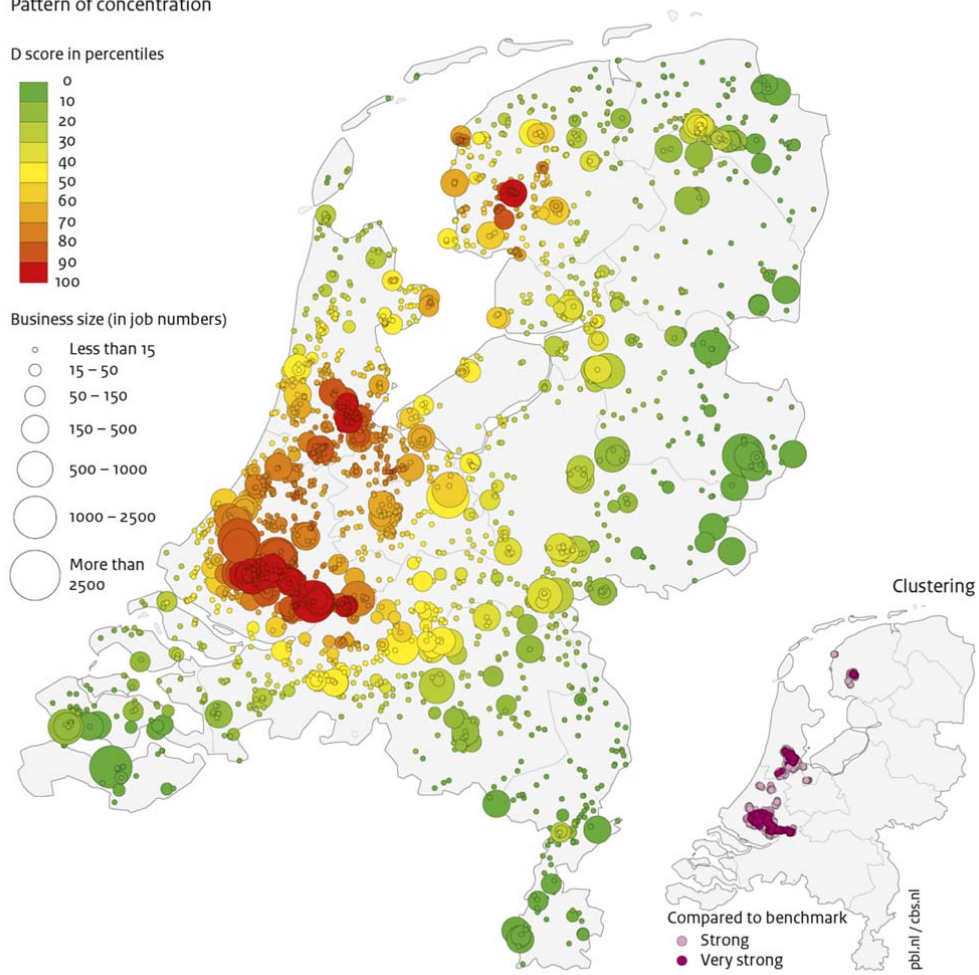 Pattern of concentration
D score in percentiles
0
10
20
30
40
50
60
70
80
90
100
Business size (in job numbers)
Less than 15
15 – 50
50 – 150
150 – 500
500 – 1000
1000 – 2500
More than
2500
Clustering
Compared to benchmark
Strong
Very strong
pbl.nl / cbs.nl